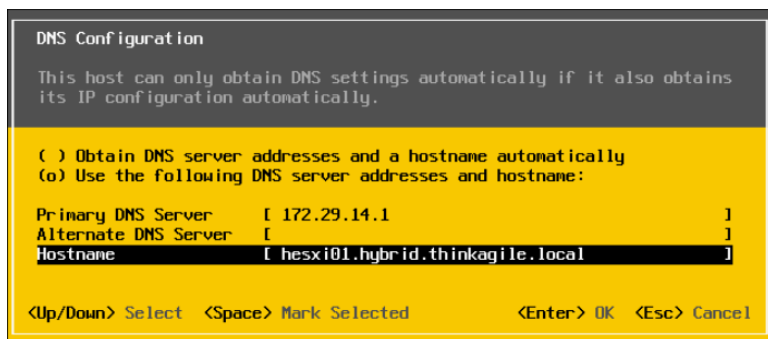 DNS Configuration
This host can only obtain DNS settings automatically if it also obtains
its IP configuration automatically.
( ) Obtain DNS server addresses and a hostname automatically
(o) Use the following DNS server addresses and hostname:
Primary DNS Server [ 172.29.14.1 ]
Alternate DNS Server [ ]
Hostname [ hesxi01.hybrid.thinkagile.local ]
<Up/Down> Select <Space> Mark Selected <Enter> OK <Esc> Cancel